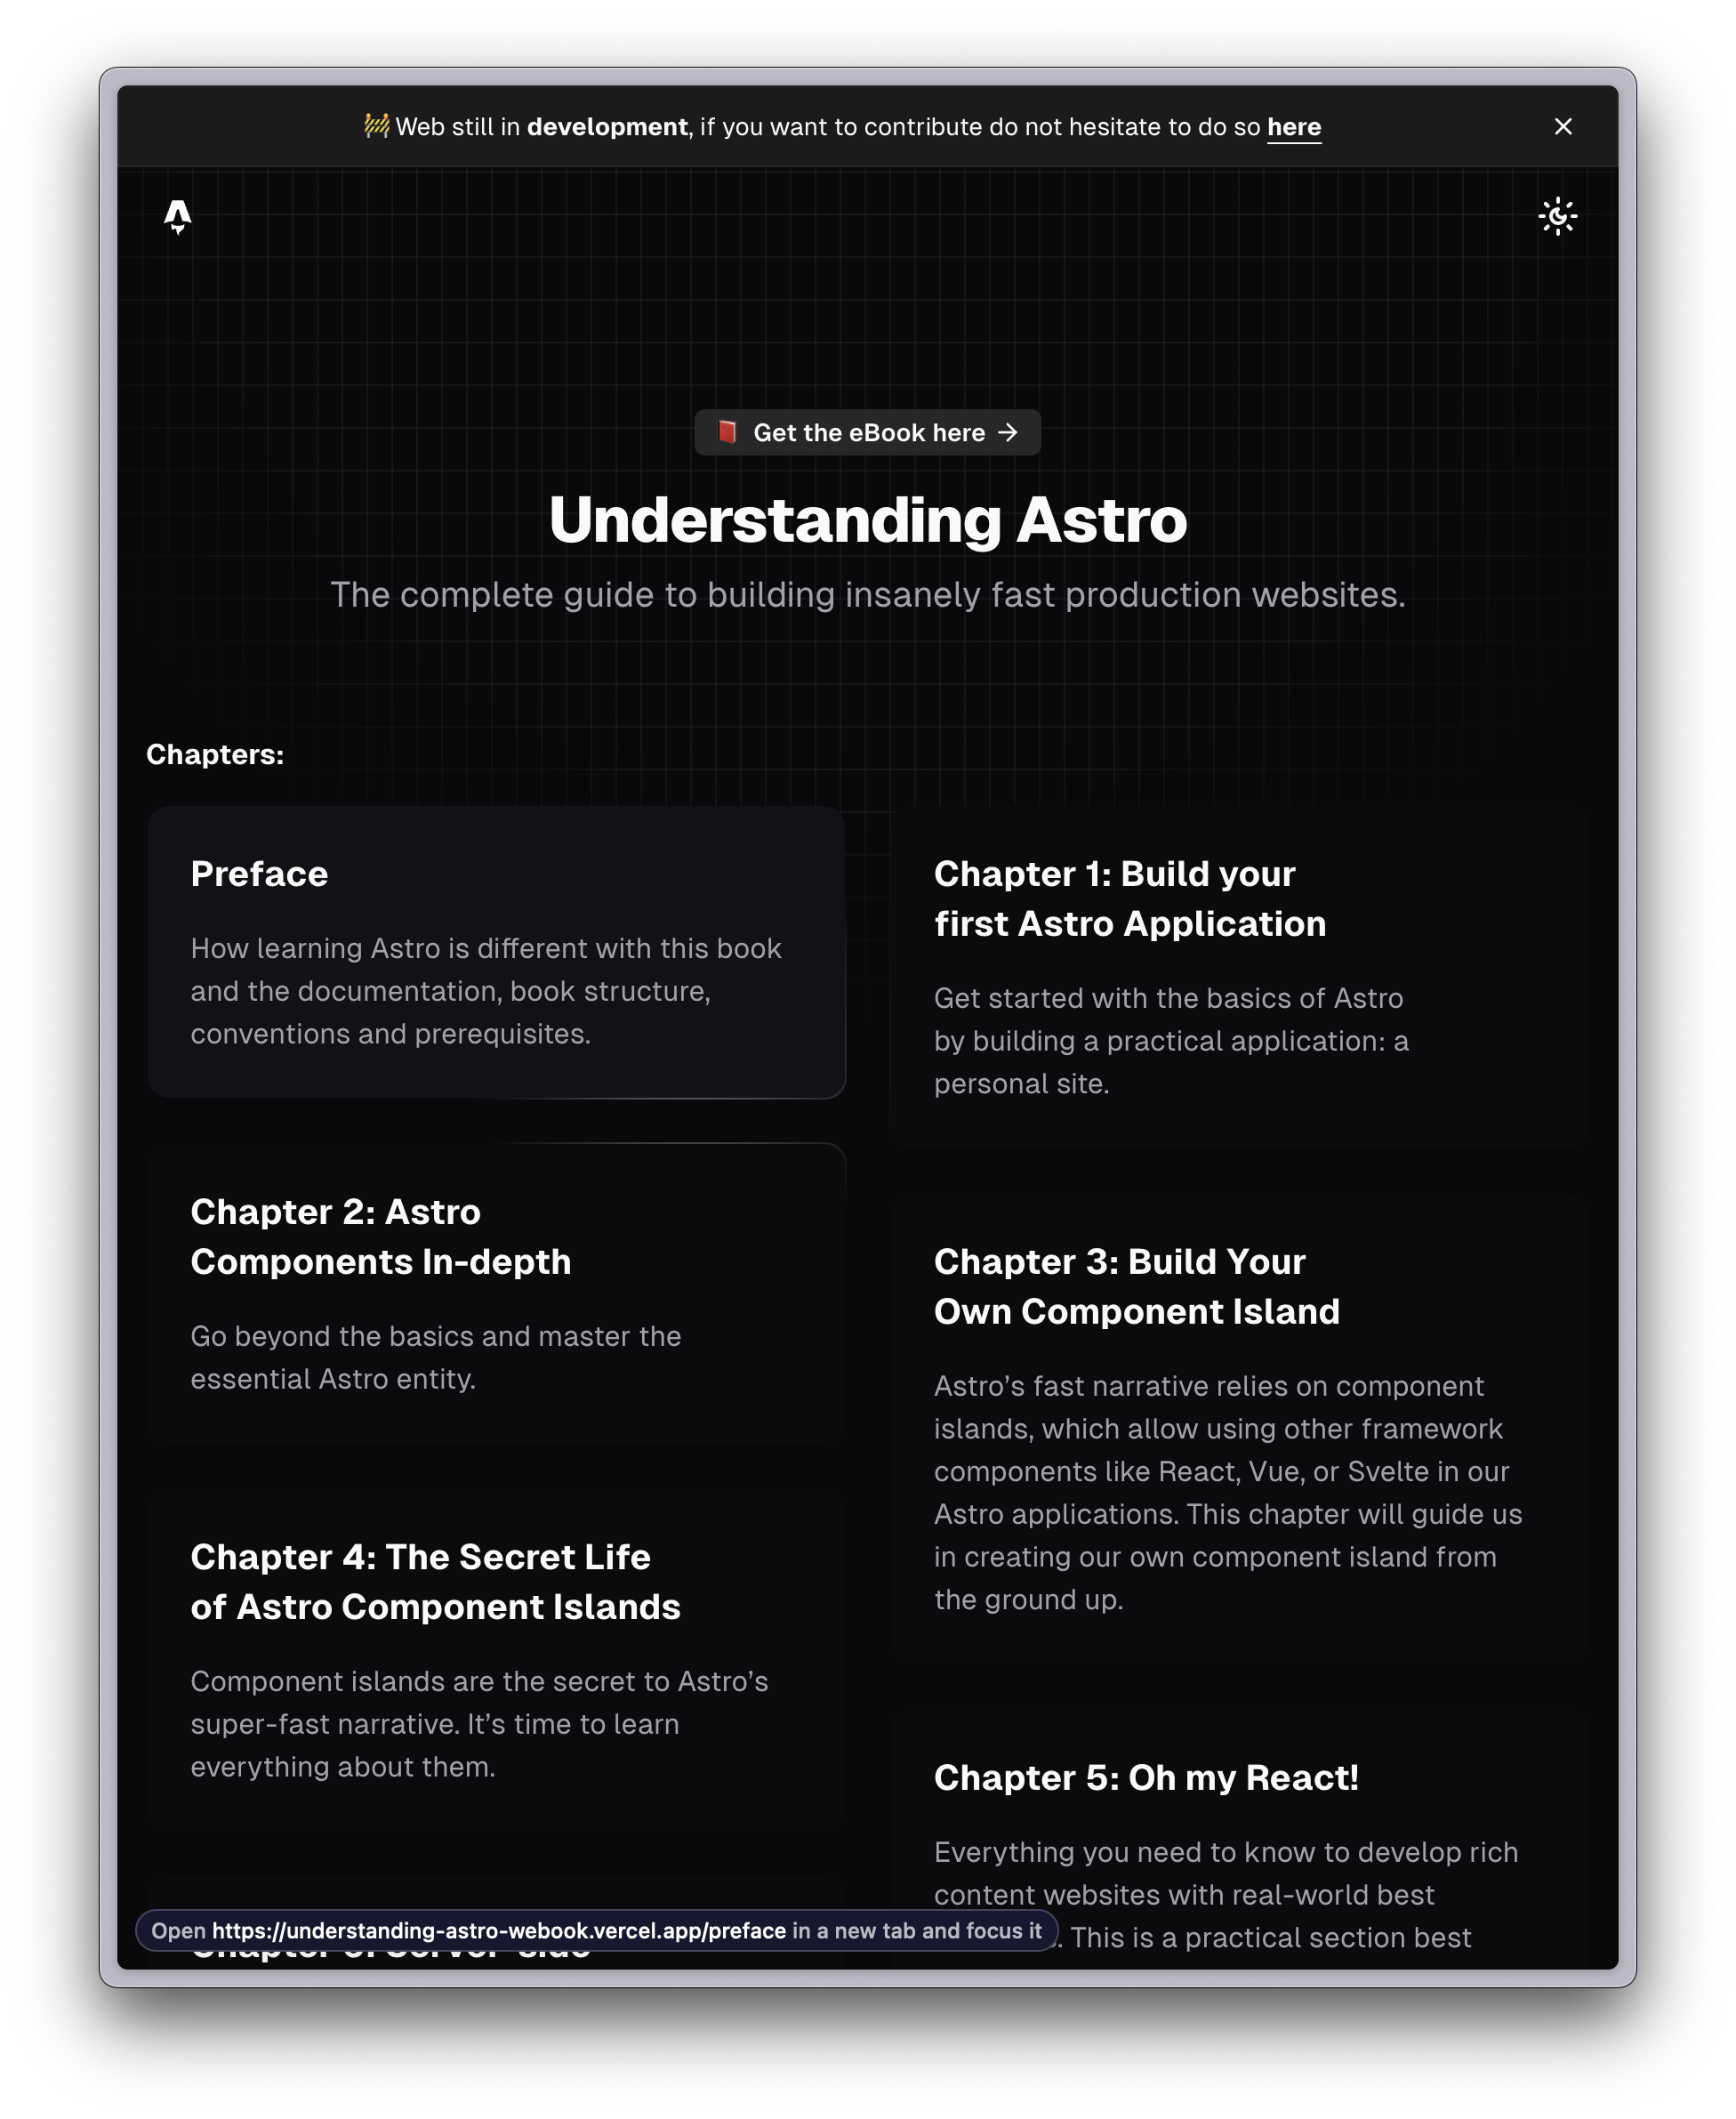 🚧 Web still in development, if you want to contribute do not hesitate to do so here
Get the eBook here →
Understanding Astro
The complete guide to building insanely fast production websites.
Chapters:
Preface
How learning Astro is different with this book
and the documentation, book structure,
conventions and prerequisites.
Chapter 1: Build your
first Astro Application
Get started with the basics of Astro
by building a practical application: a
personal site.
Chapter 2: Astro
Components In-depth
Go beyond the basics and master the
essential Astro entity.
Chapter 3: Build Your
Own Component Island
Astro’s fast narrative relies on component
islands, which allow using other framework
components like React, Vue, or Svelte in our
Astro applications. This chapter will guide us
in creating our own component island from
the ground up.
Chapter 4: The Secret Life
of Astro Component Islands
Component islands are the secret to Astro’s
super-fast narrative. It’s time to learn
everything about them.
Chapter 5: Oh my React!
Everything you need to know to develop rich
content websites with real-world best
. This is a practical section best
Open https://understanding-astro-webook.vercel.app/preface in a new tab and focus it